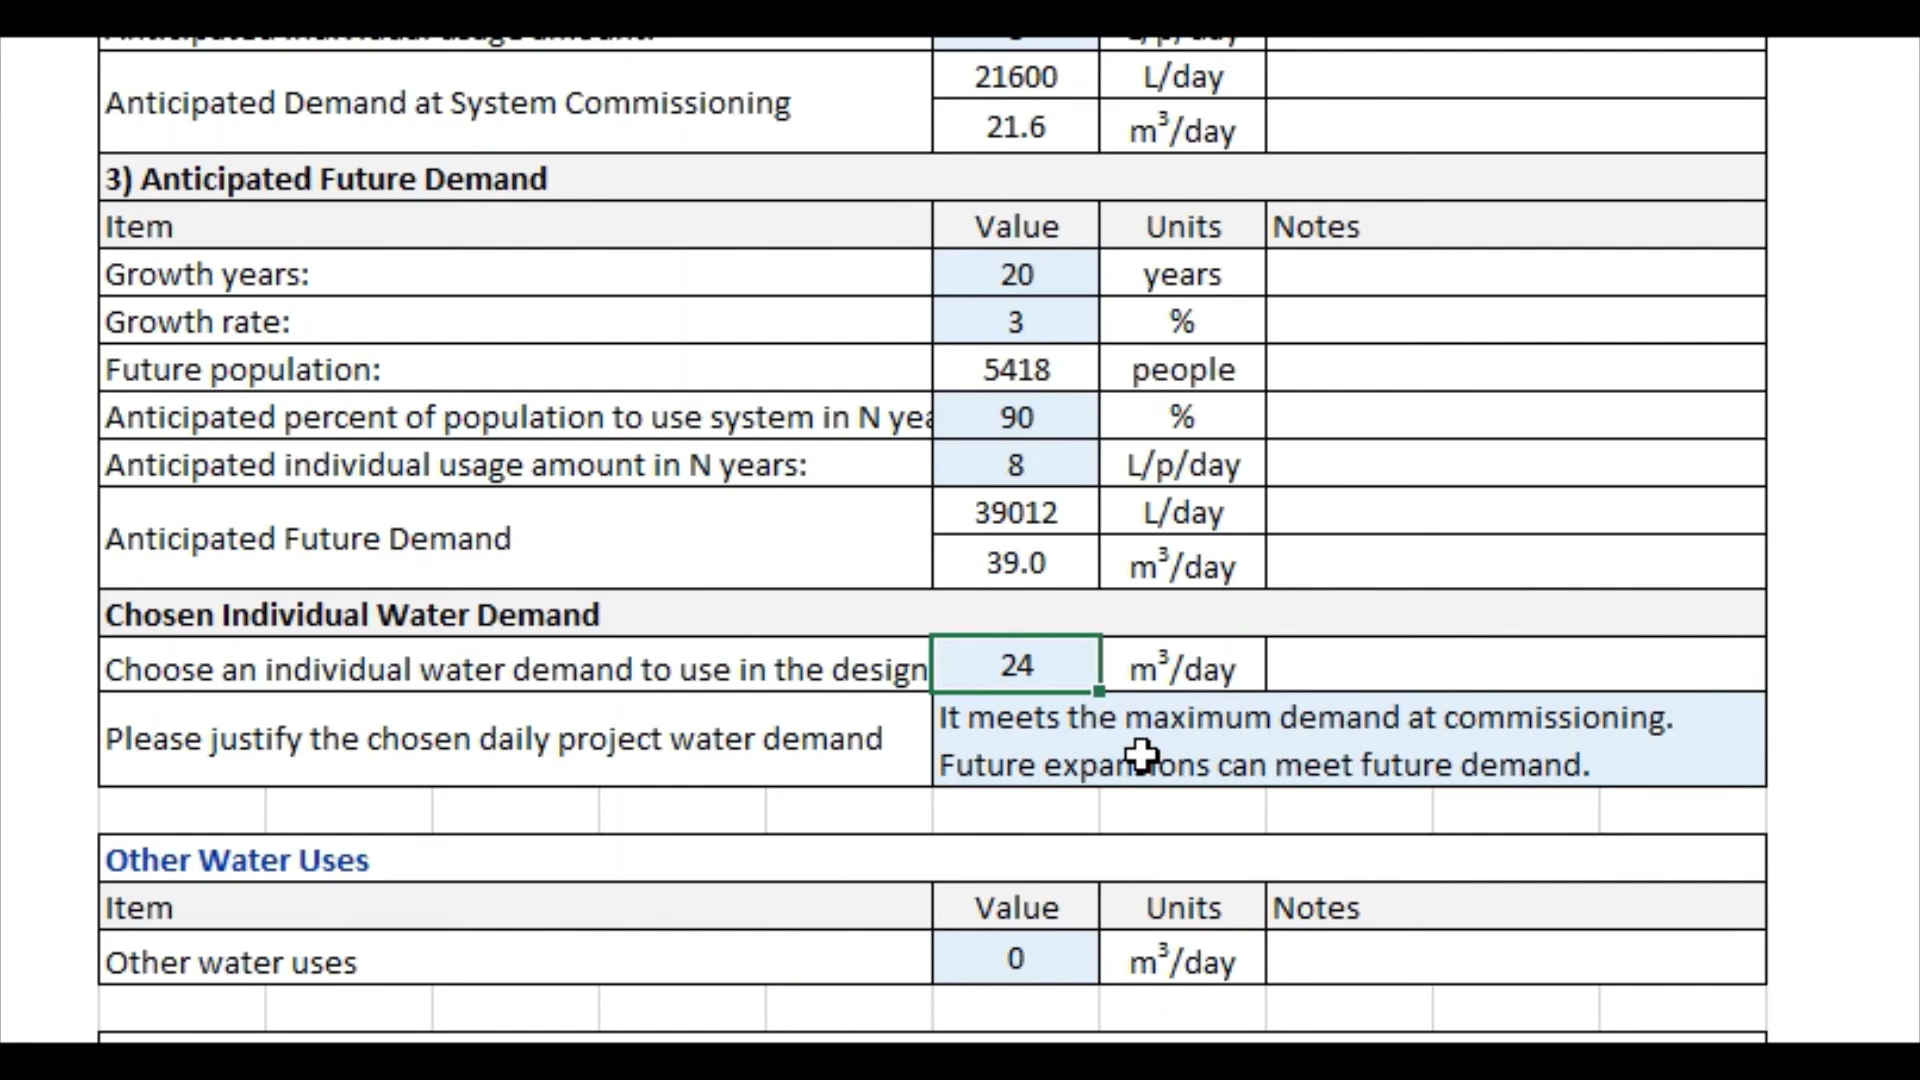 21600 L/day
Anticipated Demand at System Commissioning
21.6 m³/day
3) Anticipated Future Demand
Item Value Units Notes
Growth years: 20 years
Growth rate: 3 %
Future population: 5418 people
Anticipated percent of population to use system in N yea 90 %
Anticipated individual usage amount in N years: 8 L/p/day
39012 L/day
Anticipated Future Demand
39.0 m³/day
Chosen Individual Water Demand
Choose an individual water demand to use in the design 24 m³/day
Please justify the chosen daily project water demand
It meets the maximum demand at commissioning.
Future expansions can meet future demand.
Other Water Uses
Item Value Units Notes
Other water uses 0 m³/day